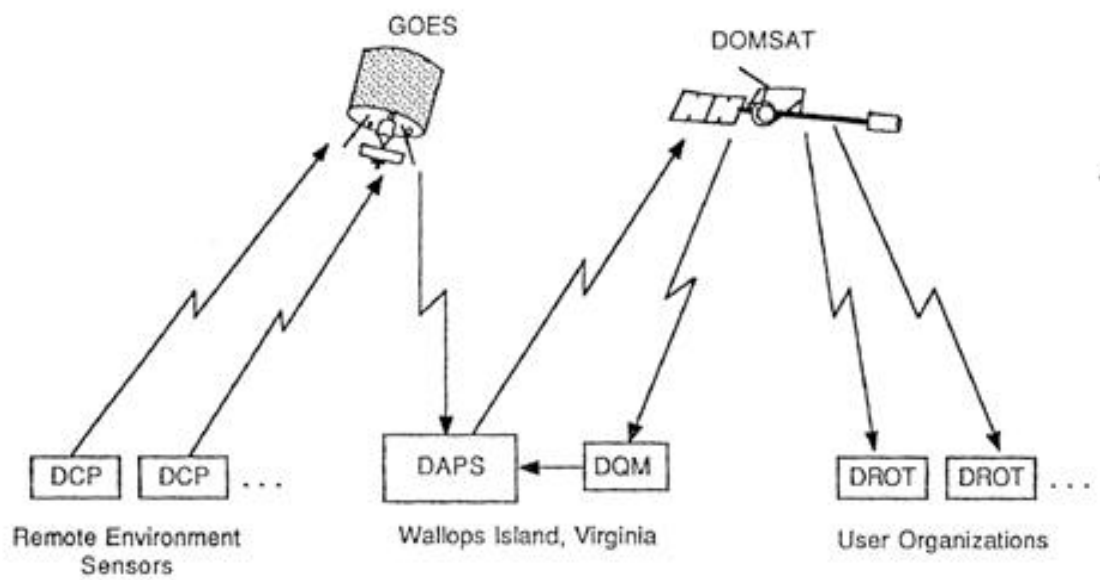 GOES
DOMSAT
DCP
DCP
...
DAPS
DQM
DROT
DROT
...
Remote Environment
Sensors
Wallops Island, Virginia
User Organizations